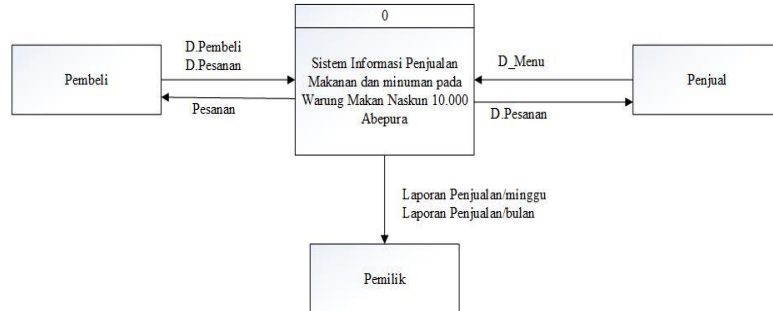 0
D.Pembeli
D.Pesanan
Pembeli
Pesanan
Sistem Informasi Penjualan
Makanan dan minuman pada
Warung Makan Naskun 10.000
Abepura
D_Menu
Penjual
D.Pesanan
Laporan Penjualan/minggu
Laporan Penjualan/bulan
Pemilik